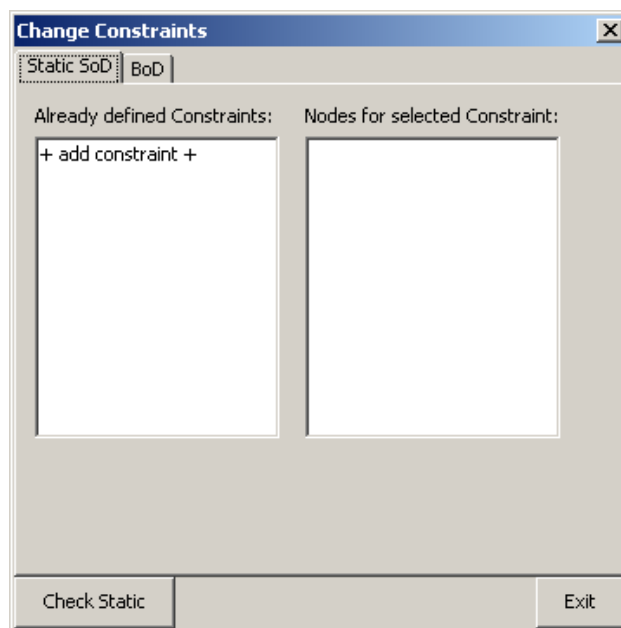 Change Constraints
Static SoD BoD
Already defined Constraints: Nodes for selected Constraint:
+ add constraint +
Check Static Exit